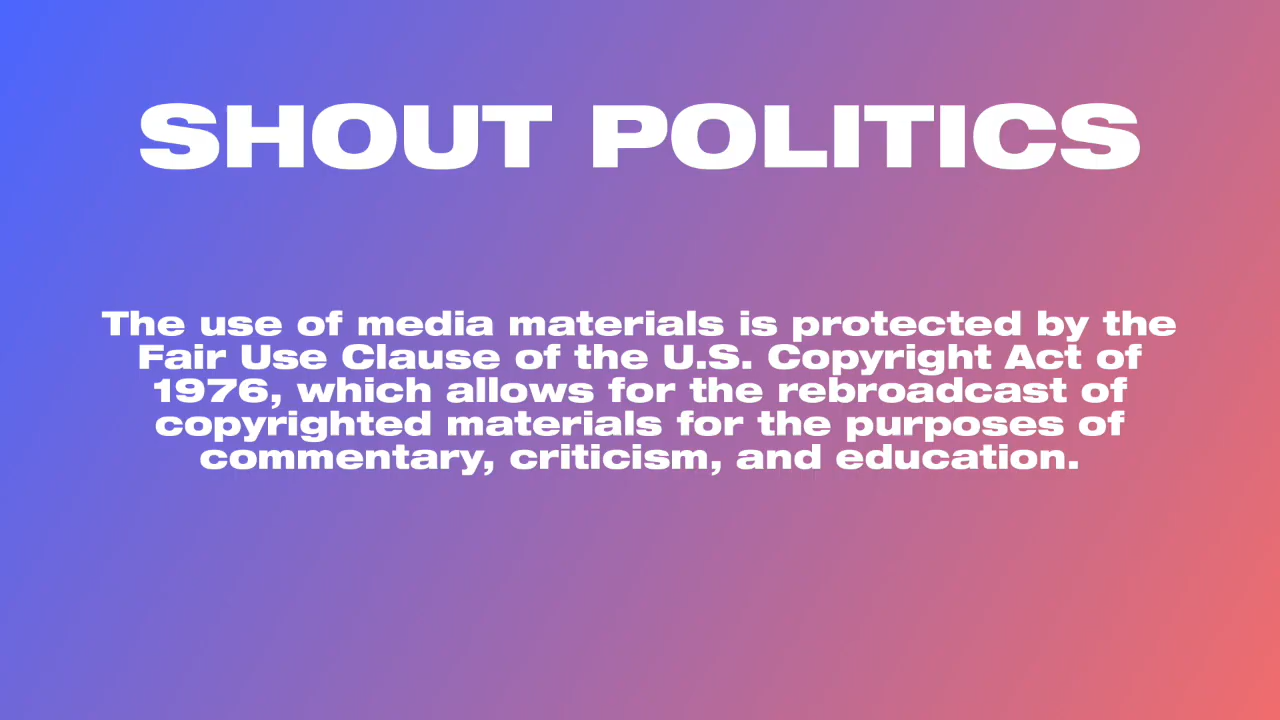 SHOUT POLITICS
The use of media materials is protected by the
Fair Use Clause of the U.S. Copyright Act of
1976, which allows for the rebroadcast of
copyrighted materials for the purposes of
commentary, criticism, and education.